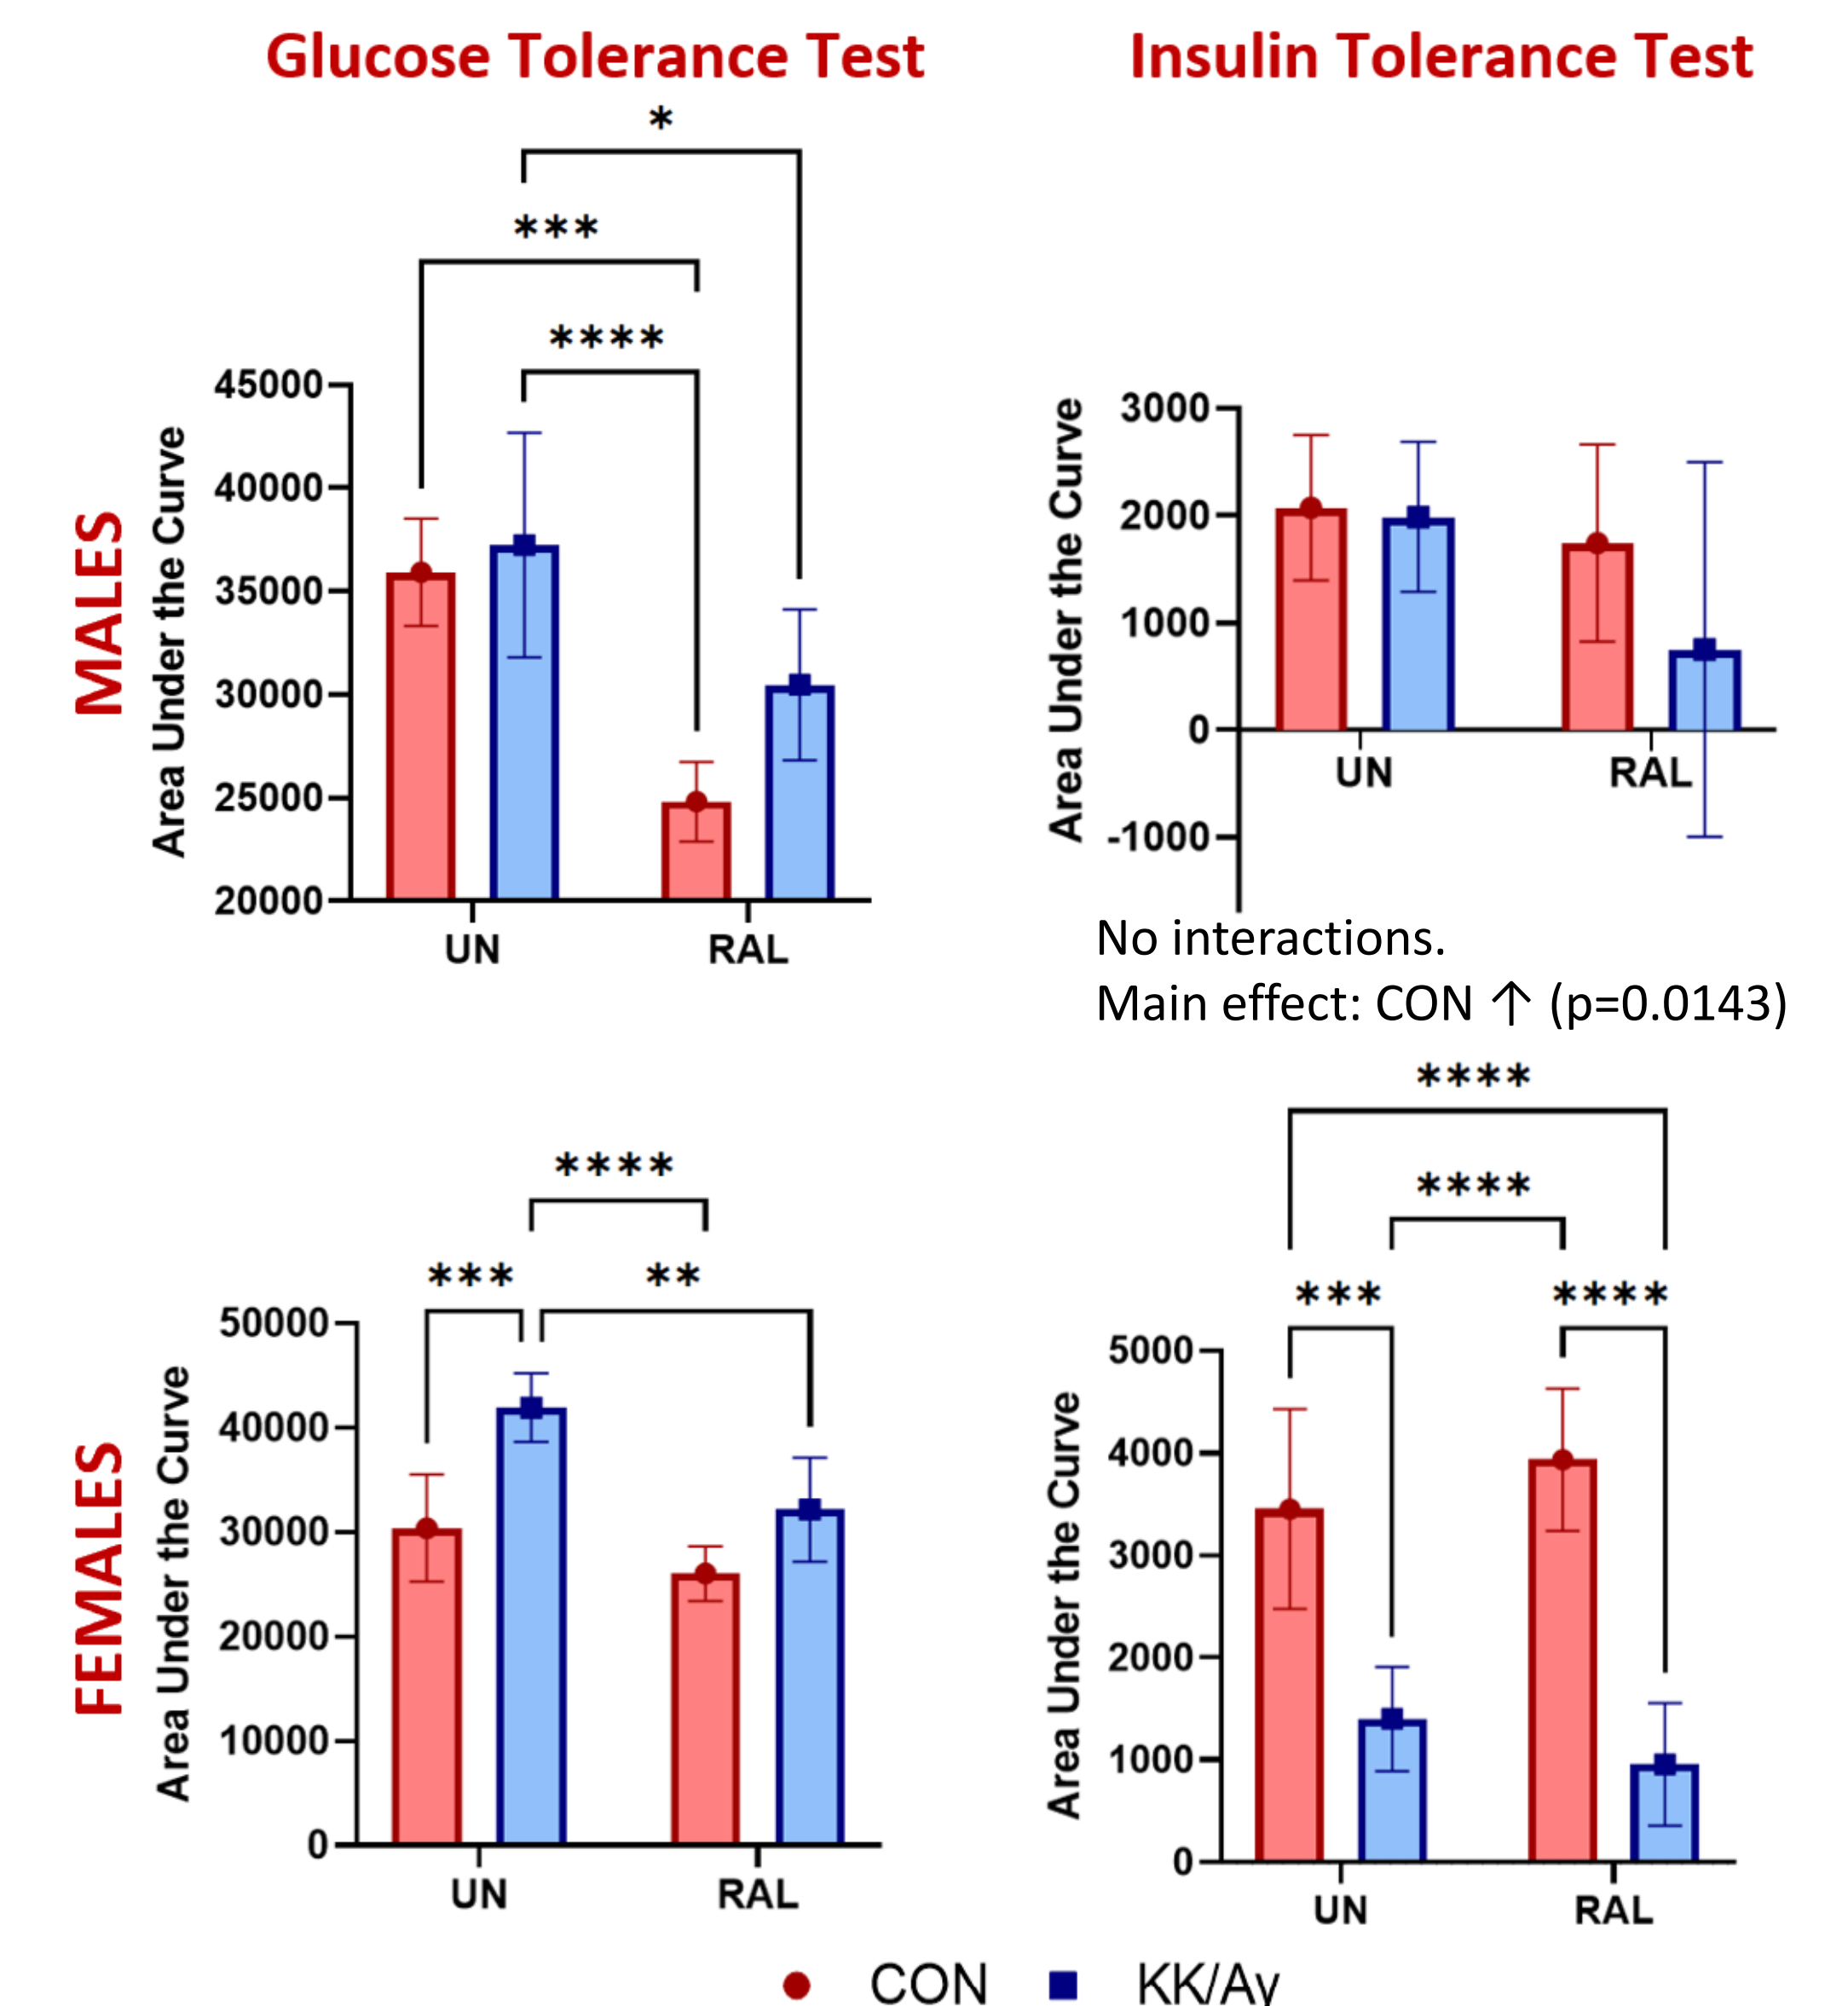 Glucose Tolerance Test
Insulin Tolerance Test
MALES
*
***
****
Area Under the Curve
45000
40000
35000
30000
25000
20000
UN
RAL
Area Under the Curve
3000
2000
1000
0
-1000
UN
RAL
No interactions.
Main effect: CON ↑ (p=0.0143)
FEMALES
****
***
**
Area Under the Curve
50000
40000
30000
20000
10000
0
UN
RAL
****
****
***
****
Area Under the Curve
5000
4000
3000
2000
1000
0
UN
RAL
CON
KK/Ay